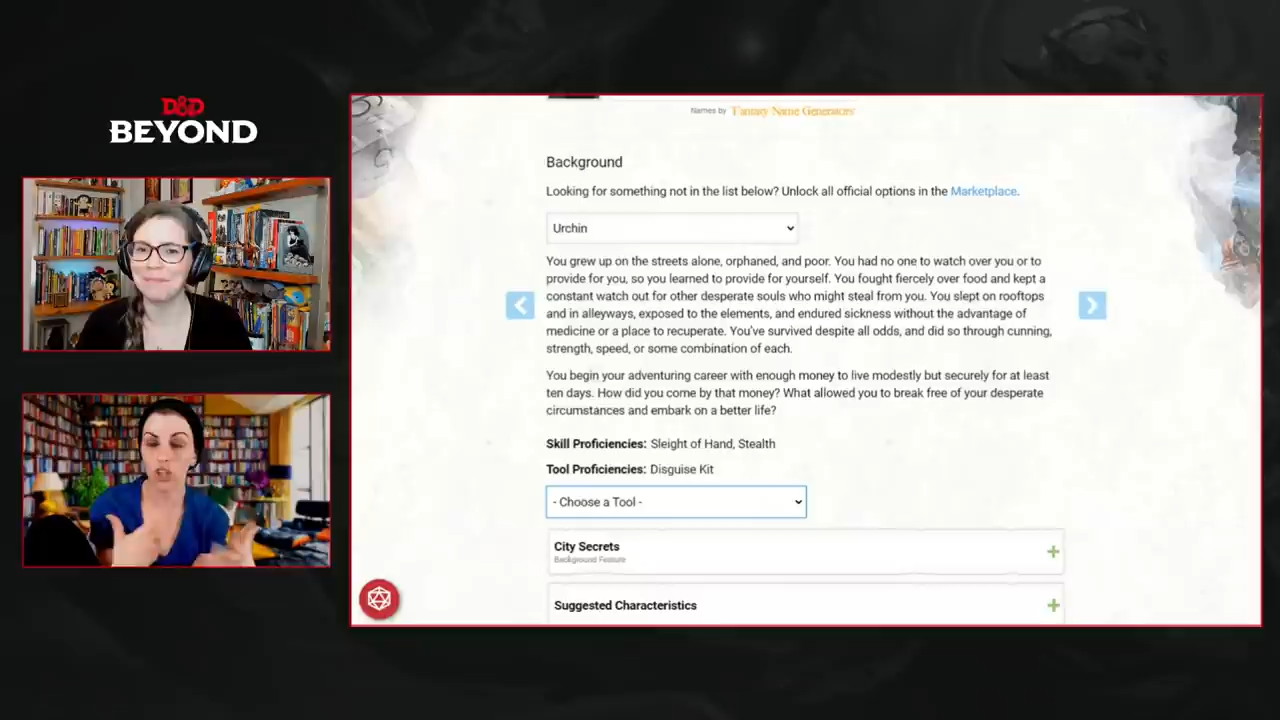 D&D
BEYOND
Names by Fantasy Name Generators
Background
Looking for something not in the list below? Unlock all official options in the Marketplace.
Urchin
You grew up on the streets alone, orphaned, and poor. You had no one to watch over you or to
provide for you, so you learned to provide for yourself. You fought fiercely over food and kept a
constant watch out for other desperate souls who might steal from you. You slept on rooftops
and in alleyways, exposed to the elements, and endured sickness without the advantage of
medicine or a place to recuperate. You've survived despite all odds, and did so through cunning,
strength, speed, or some combination of each.
You begin your adventuring career with enough money to live modestly but securely for at least
ten days. How did you come by that money? What allowed you to break free of your desperate
circumstances and embark on a better life?
Skill Proficiencies: Sleight of Hand, Stealth
Tool Proficiencies: Disguise Kit
- Choose a Tool -
City Secrets
Background Feature
Suggested Characteristics